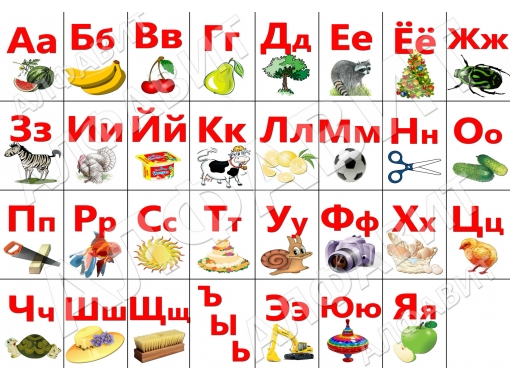 Аа Бб Вв Гг Дд Ее Ёё Жж
Зз Ии Йй Кк Лл Мм Нн Оо
Пп Рр Сс Тт Уу Фф Хх Цц
Чч Шш Щщ Ъ Ы Ь Ээ Юю Яя